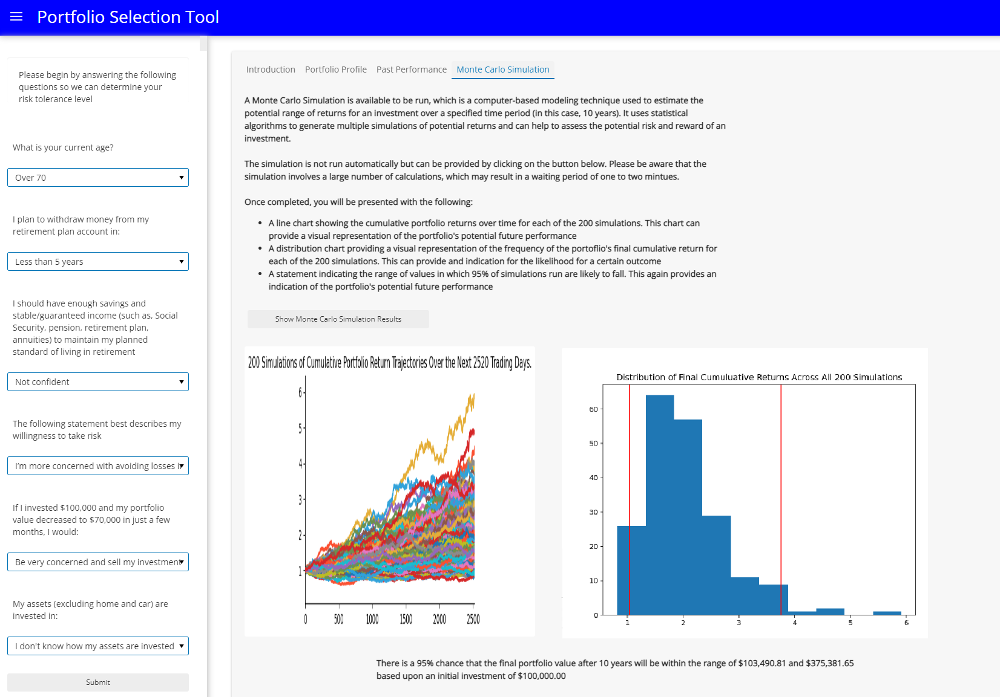 Portfolio Selection Tool
Please begin by answering the following
questions so we can determine your
risk tolerance level
What is your current age?
Over 70
I plan to withdraw money from my
retirement plan account in:
Less than 5 years
I should have enough savings and
stable/guaranteed income (such as, Social
Security, pension, retirement plan,
annuities) to maintain my planned
standard of living in retirement
Not confident
The following statement best describes my
willingness to take risk
I'm more concerned with avoiding losses
If I invested $100,000 and my portfolio
value decreased to $70,000 in just a few
months, I would:
Be very concerned and sell my investment
My assets (excluding home and car) are
invested in:
I don't know how my assets are invested
Submit
Introduction Portfolio Profile Past Performance Monte Carlo Simulation
A Monte Carlo Simulation is available to be run, which is a computer-based modeling technique used to estimate the
potential range of returns for an investment over a specified time period (in this case, 10 years). It uses statistical
algorithms to generate multiple simulations of potential returns and can help to assess the potential risk and reward of an
investment.
The simulation is not run automatically but can be provided by clicking on the button below. Please be aware that the
simulation involves a large number of calculations, which may result in a waiting period of one to two mintues.
Once completed, you will be presented with the following:
• A line chart showing the cumulative portfolio returns over time for each of the 200 simulations. This chart can
provide a visual representation of the portfolio's potential future performance
• A distribution chart providing a visual representation of the frequency of the portoflio's final cumulative return for
each of the 200 simulations. This can provide and indication for the likelihood for a certain outcome
• A statement indicating the range of values in which 95% of simulations run are likely to fall. This again provides an
indication of the portfolio's potential future performance
Show Monte Carlo Simulation Results
200 Simulations of Cumulative Portfolio Return Trajectories Over the Next 2520 Trading Days.
6
5
4
3
2
1
0 500 1000 1500 2000 2500
Distribution of Final Cumuluative Returns Across All 200 Simulations
60
50
40
30
20
10
0
1 2 3 4 5 6
There is a 95% chance that the final portfolio value after 10 years will be within the range of $103,490.81 and $375,381.65
based upon an initial investment of $100,000.00